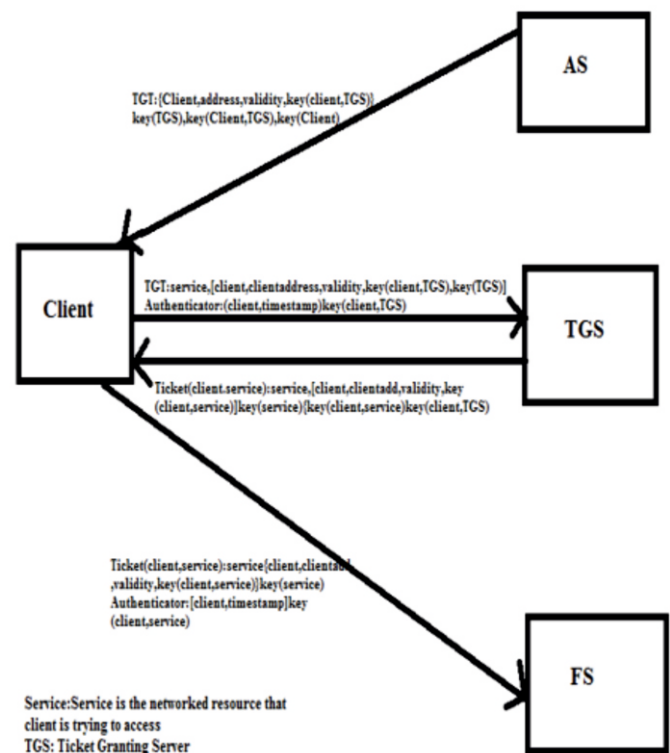 AS
TGT:{Client,address,validity,key(client,TGS)}
key(TGS),key(Client,TGS),key(Client)
Client
TGT:service,[client,clientaddress,validity,key(client,TGS),key(TGS)]
Authenticator:(client,timestamp)key(client,TGS)
TGS
Ticket(client.service):service,[client,clientadd,validity,key
(client,service)]key(service){key(client,service)key(client,TGS)
Ticket(client,service):service{client,clientadd
,validity,key(client,service)}key(service)
Authenticator:[client,timestamp]key
(client,service)
FS
Service:Service is the networked resource that
client is trying to access
TGS: Ticket Granting Server